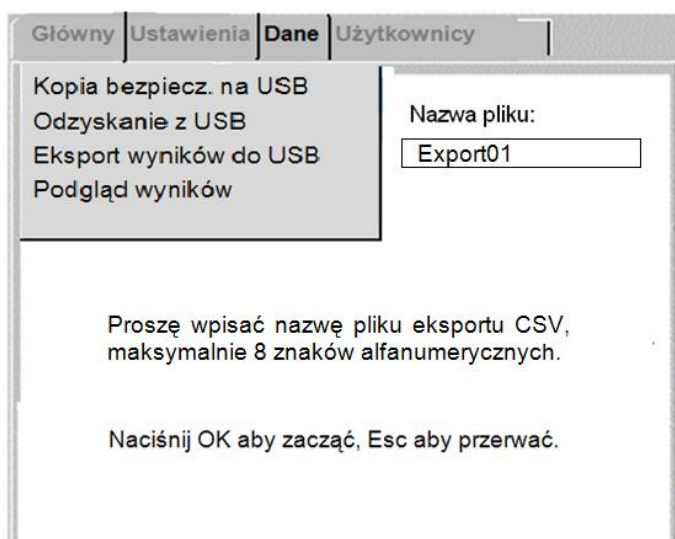 Główny Ustawienia Dane Użytkownicy
Kopia bezpiecz. na USB
Odzyskanie z USB
Eksport wyników do USB
Podgląd wyników
Nazwa pliku:
Export01
Proszę wpisać nazwę pliku eksportu CSV,
maksymalnie 8 znaków alfanumerycznych.
Naciśnij OK aby zacząć, Esc aby przerwać.